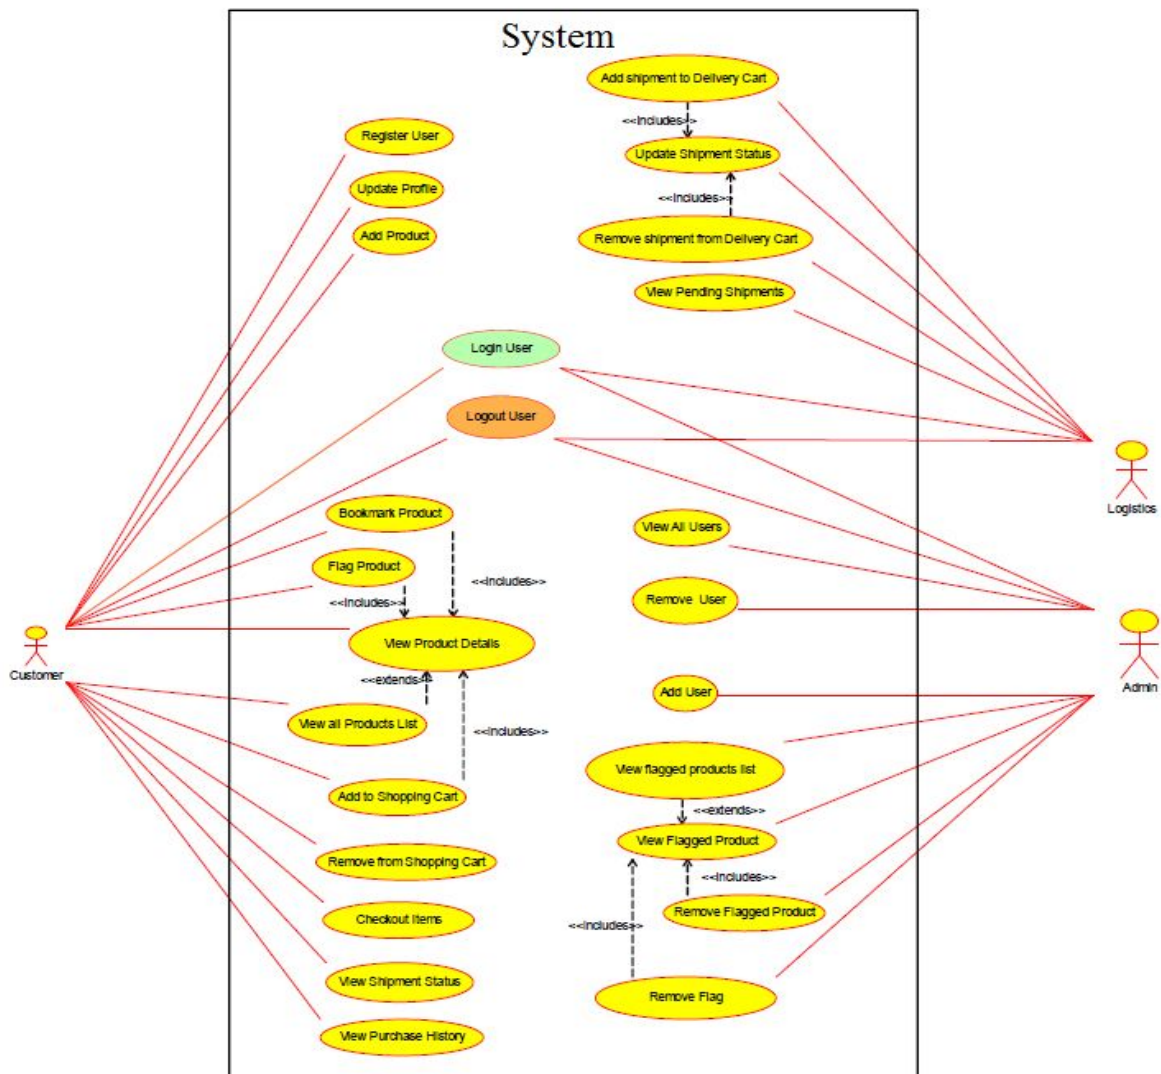 System
Add shipment to Delivery Cart
<<includes>>
Register User
Update Shipment Status
Update Profile
<<includes>>
Add Product
Remove shipment from Delivery Cart
View Pending Shipments
Login User
Logout User
Logistics
Bookmark Product
View All Users
Flag Product
<<includes>>
<<includes>>
Remove User
View Product Details
Customer
<<extends>>
Admin
Add User
View all Products List
<<includes>>
View flagged products list
Add to Shopping Cart
<<extends>>
View Flagged Product
Remove from Shopping Cart
<<includes>>
Checkout Items
Remove Flagged Product
<<includes>>
View Shipment Status
Remove Flag
View Purchase History